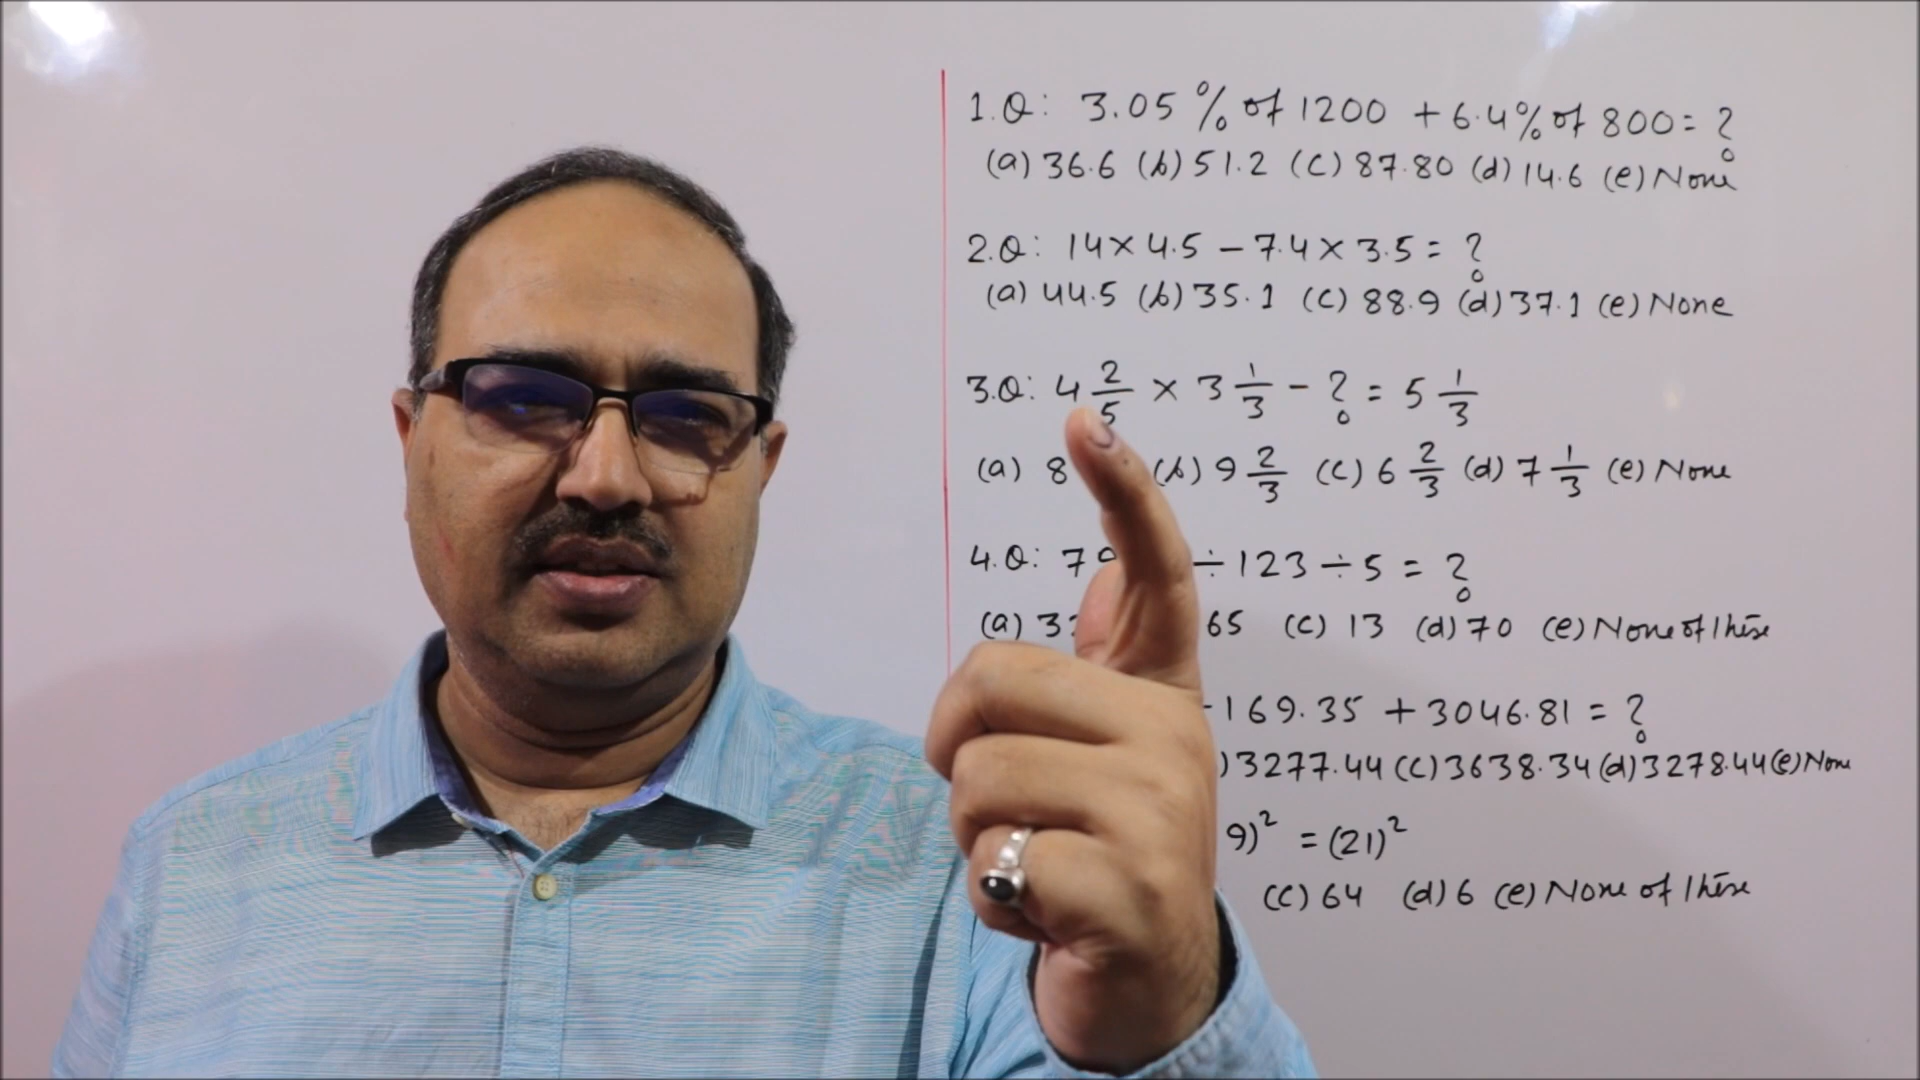 1.Q: 3.05 % of 1200 + 6.4% of 800 = ?
(a) 36.6 (b) 51.2 (c) 87.80 (d) 14.6 (e) None
2.Q: 14 × 4.5 – 7.4 × 3.5 = ?
(a) 44.5 (b) 35.1 (c) 88.9 (d) 37.1 (e) None
3.Q: 4 2/5 × 3 1/3 - ? = 5 1/3
(a) 8 (b) 9 2/3 (c) 6 2/3 (d) 7 1/3 (e) None
4.Q: ÷ 123 ÷ 5 = ?
(a) 65 (c) 13 (d) 70 (e) None of these
169.35 + 3046.81 = ?
) 3277.44 (c) 3638.34 (d) 3278.44 (e) None
9)² = (21)²
(c) 64 (d) 6 (e) None of these